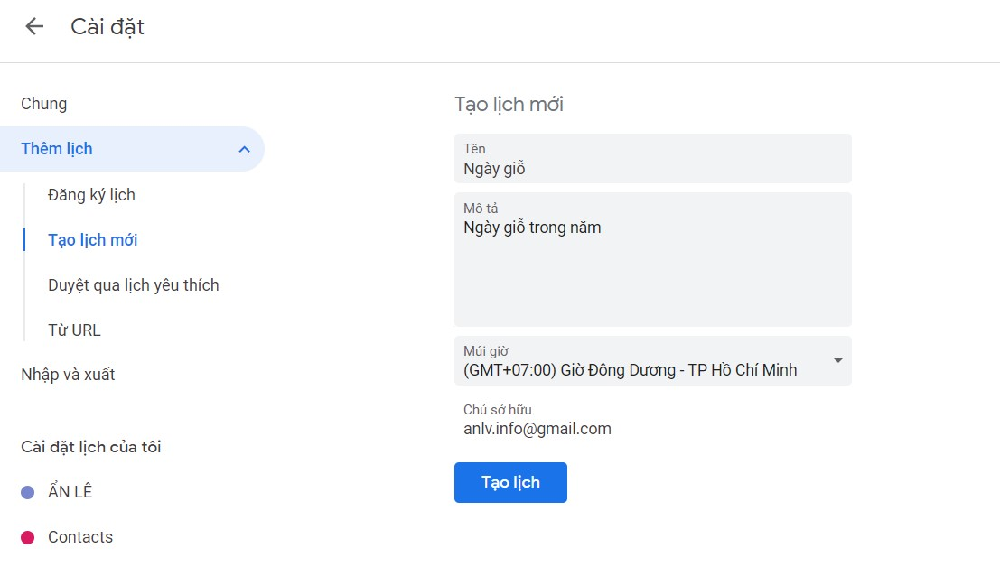 Cài đặt
Chung
Thêm lịch
Đăng ký lịch
Tạo lịch mới
Duyệt qua lịch yêu thích
Từ URL
Nhập và xuất
Cài đặt lịch của tôi
ẨN LÊ
Contacts
Tạo lịch mới
Tên
Ngày giỗ
Mô tả
Ngày giỗ trong năm
Múi giờ
(GMT+07:00) Giờ Đông Dương - TP Hồ Chí Minh
Chủ sở hữu
anlv.info@gmail.com
Tạo lịch